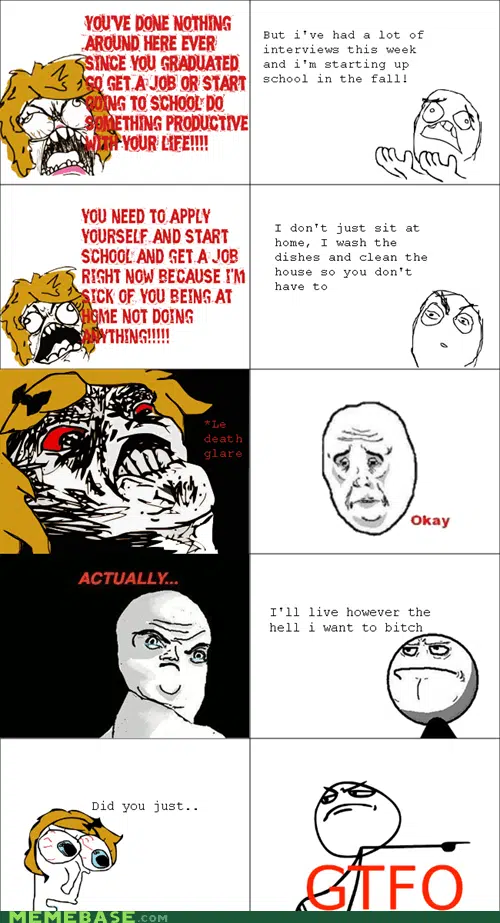 YOU'VE DONE NOTHING
AROUND HERE EVER
SINCE YOU GRADUATED
SO GET A JOB OR START
GOING TO SCHOOL DO
SOMETHING PRODUCTIVE
WITH YOUR LIFE!!!!
But i've had a lot of
interviews this week
and i'm starting up
school in the fall!
YOU NEED TO APPLY
YOURSELF AND START
SCHOOL AND GET A JOB
RIGHT NOW BECAUSE I'M
SICK OF YOU BEING AT
HOME NOT DOING
ANYTHING!!!!!
I don't just sit at
home, I wash the
dishes and clean the
house so you don't
have to
*Le
death
glare
Okay
ACTUALLY...
I'll live however the
hell i want to bitch
Did you just..
GTFO
MEMEBASE.COM